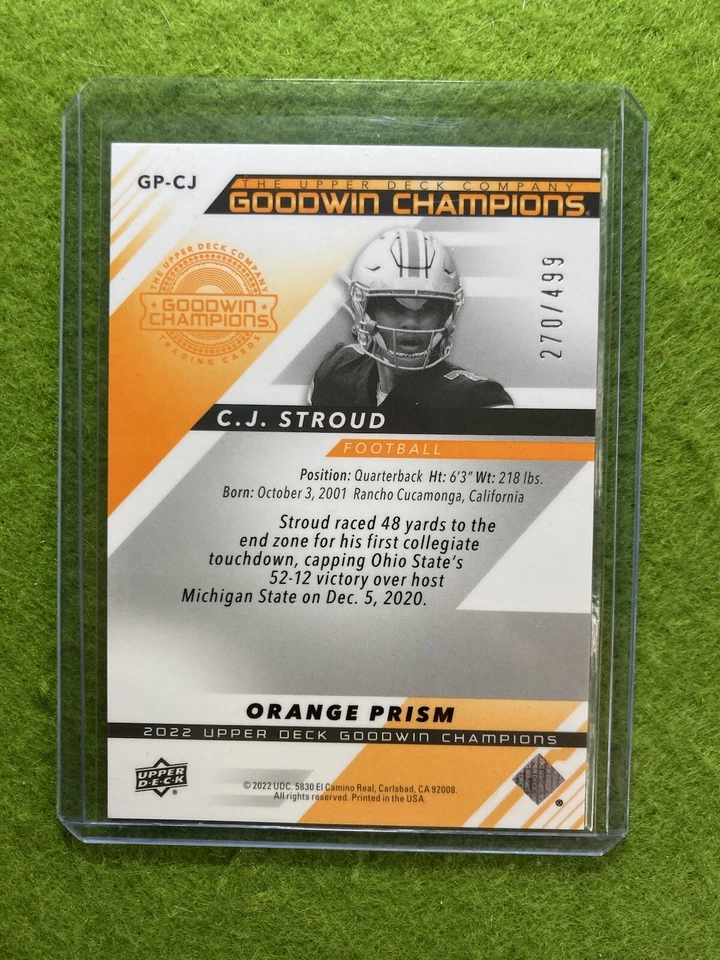 GP-CJ
THE UPPER DECK COMPANY
GOODWIN CHAMPIONS®
THE UPPER DECK COMPANY
GOODWIN
CHAMPIONS
TRADING CARDS
270/499
C.J. STROUD
FOOTBALL
Position: Quarterback Ht: 6'3" Wt: 218 lbs.
Born: October 3, 2001 Rancho Cucamonga, California
Stroud raced 48 yards to the
end zone for his first collegiate
touchdown, capping Ohio State's
52-12 victory over host
Michigan State on Dec. 5, 2020.
ORANGE PRISM
2022 UPPER DECK GOODWIN CHAMPIONS
UPPER
D·E·C·K
®
© 2022 UDC. 5830 El Camino Real, Carlsbad, CA 92008.
All rights reserved. Printed in the USA.
®